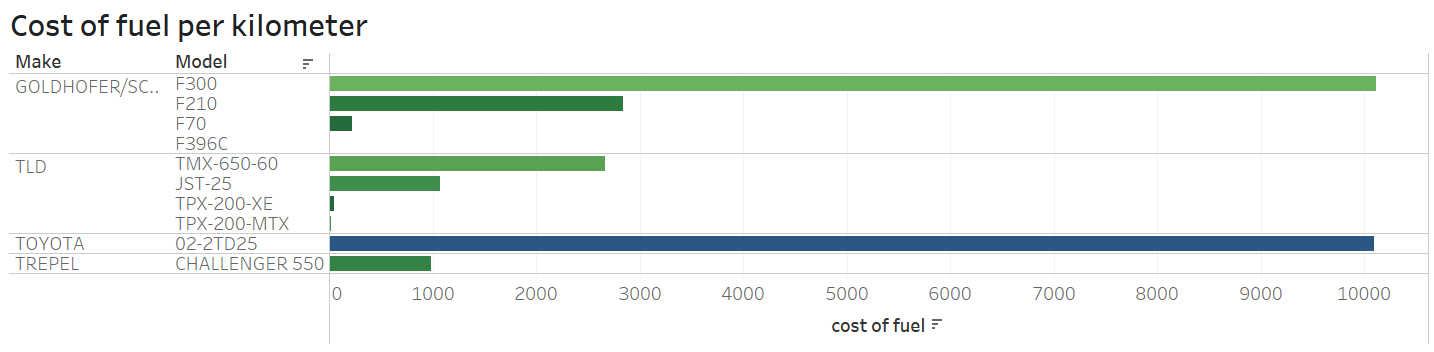 Cost of fuel per kilometer
Make Model
GOLDHOFER/SC.. F300
F210
F70
F396C
TLD TMX-650-60
JST-25
TPX-200-XE
TPX-200-MTX
TOYOTA 02-2TD25
TREPEL CHALLENGER 550
0 1000 2000 3000 4000 5000 6000 7000 8000 9000 10000
cost of fuel